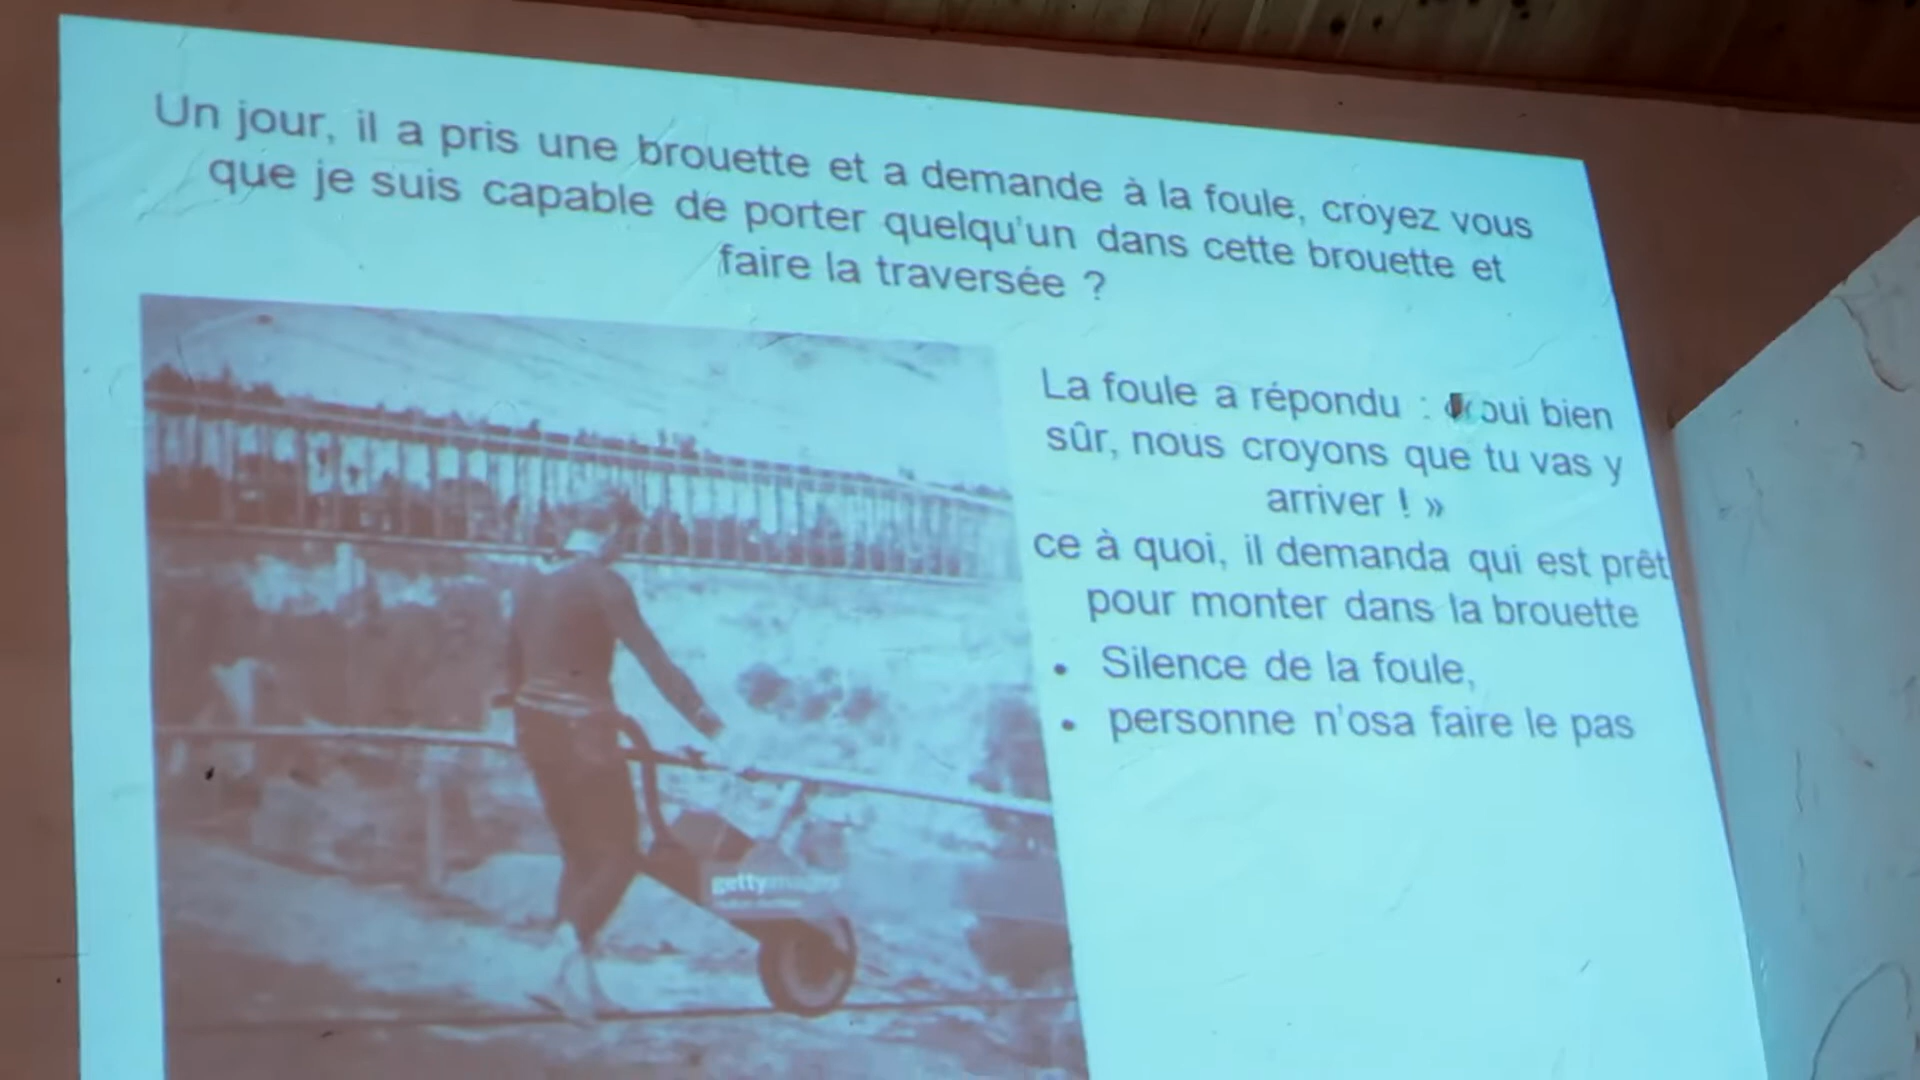 Un jour, il a pris une brouette et a demande à la foule, croyez vous
que je suis capable de porter quelqu'un dans cette brouette et
faire la traversée ?
La foule a répondu : « oui bien
sûr, nous croyons que tu vas y
arriver ! »
ce à quoi, il demanda qui est prêt
pour monter dans la brouette
• Silence de la foule,
• personne n'osa faire le pas
gettyimages